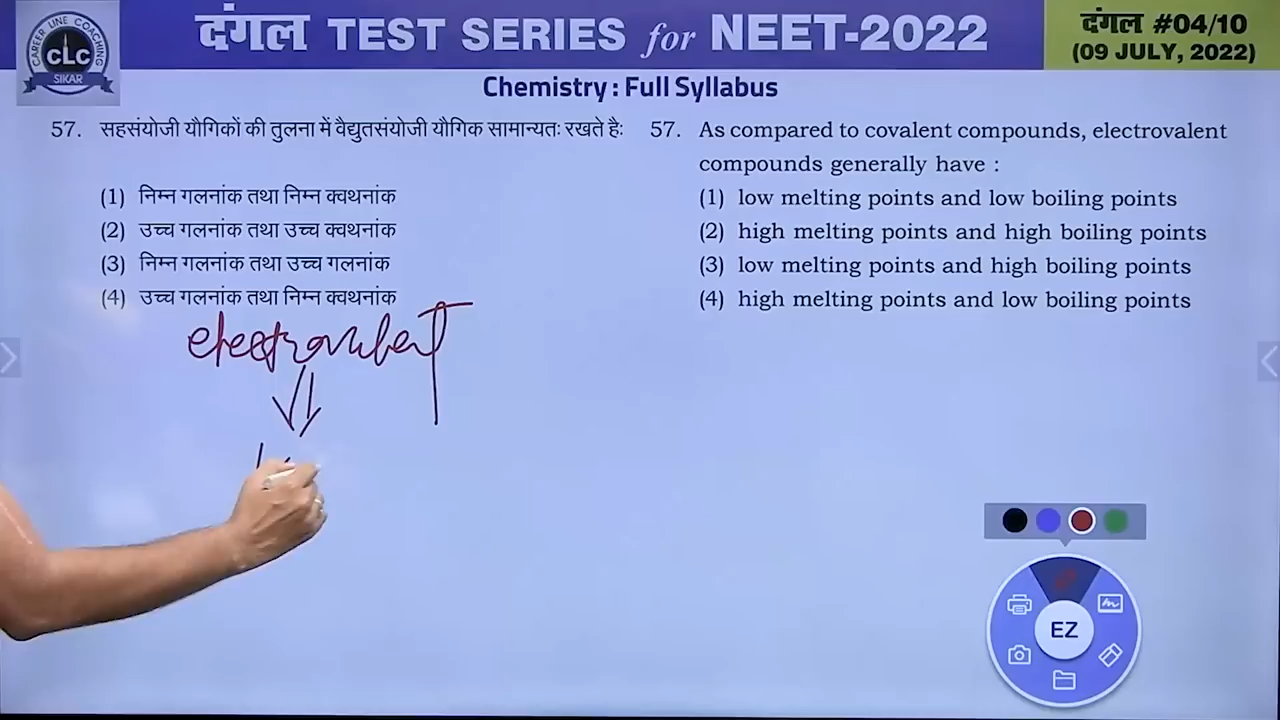 दंगल TEST SERIES for NEET-2022
दंगल #04/10
(09 JULY, 2022)
CAREER LINE COACHING
CLC
SIKAR
Chemistry : Full Syllabus
57. सहसंयोजी यौगिकों की तुलना में वैद्युतसंयोजी यौगिक सामान्यतः रखते हैः
(1) निम्न गलनांक तथा निम्न क्वथनांक
(2) उच्च गलनांक तथा उच्च क्वथनांक
(3) निम्न गलनांक तथा उच्च गलनांक
(4) उच्च गलनांक तथा निम्न क्वथनांक
57. As compared to covalent compounds, electrovalent
compounds generally have :
(1) low melting points and low boiling points
(2) high melting points and high boiling points
(3) low melting points and high boiling points
(4) high melting points and low boiling points
electrovalent
EZ